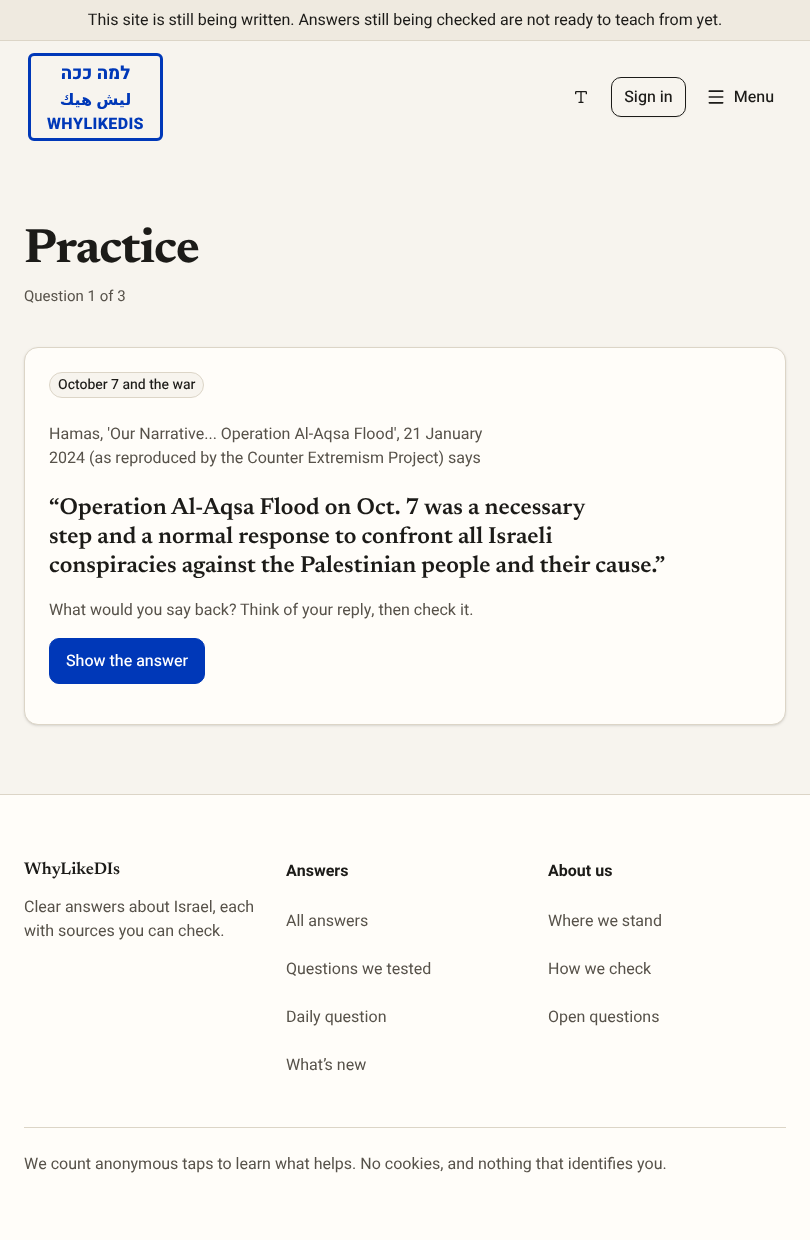 This site is still being written. Answers still being checked are not ready to teach from yet.
למה ככה
ليش هيك
WHYLIKEDIS
T
Sign in
Menu
Practice
Question 1 of 3
October 7 and the war
Hamas, 'Our Narrative... Operation Al-Aqsa Flood', 21 January
2024 (as reproduced by the Counter Extremism Project) says
“Operation Al-Aqsa Flood on Oct. 7 was a necessary
step and a normal response to confront all Israeli
conspiracies against the Palestinian people and their cause.”
What would you say back? Think of your reply, then check it.
Show the answer
WhyLikeDIs
Clear answers about Israel, each
with sources you can check.
Answers
All answers
Questions we tested
Daily question
What’s new
About us
Where we stand
How we check
Open questions
We count anonymous taps to learn what helps. No cookies, and nothing that identifies you.